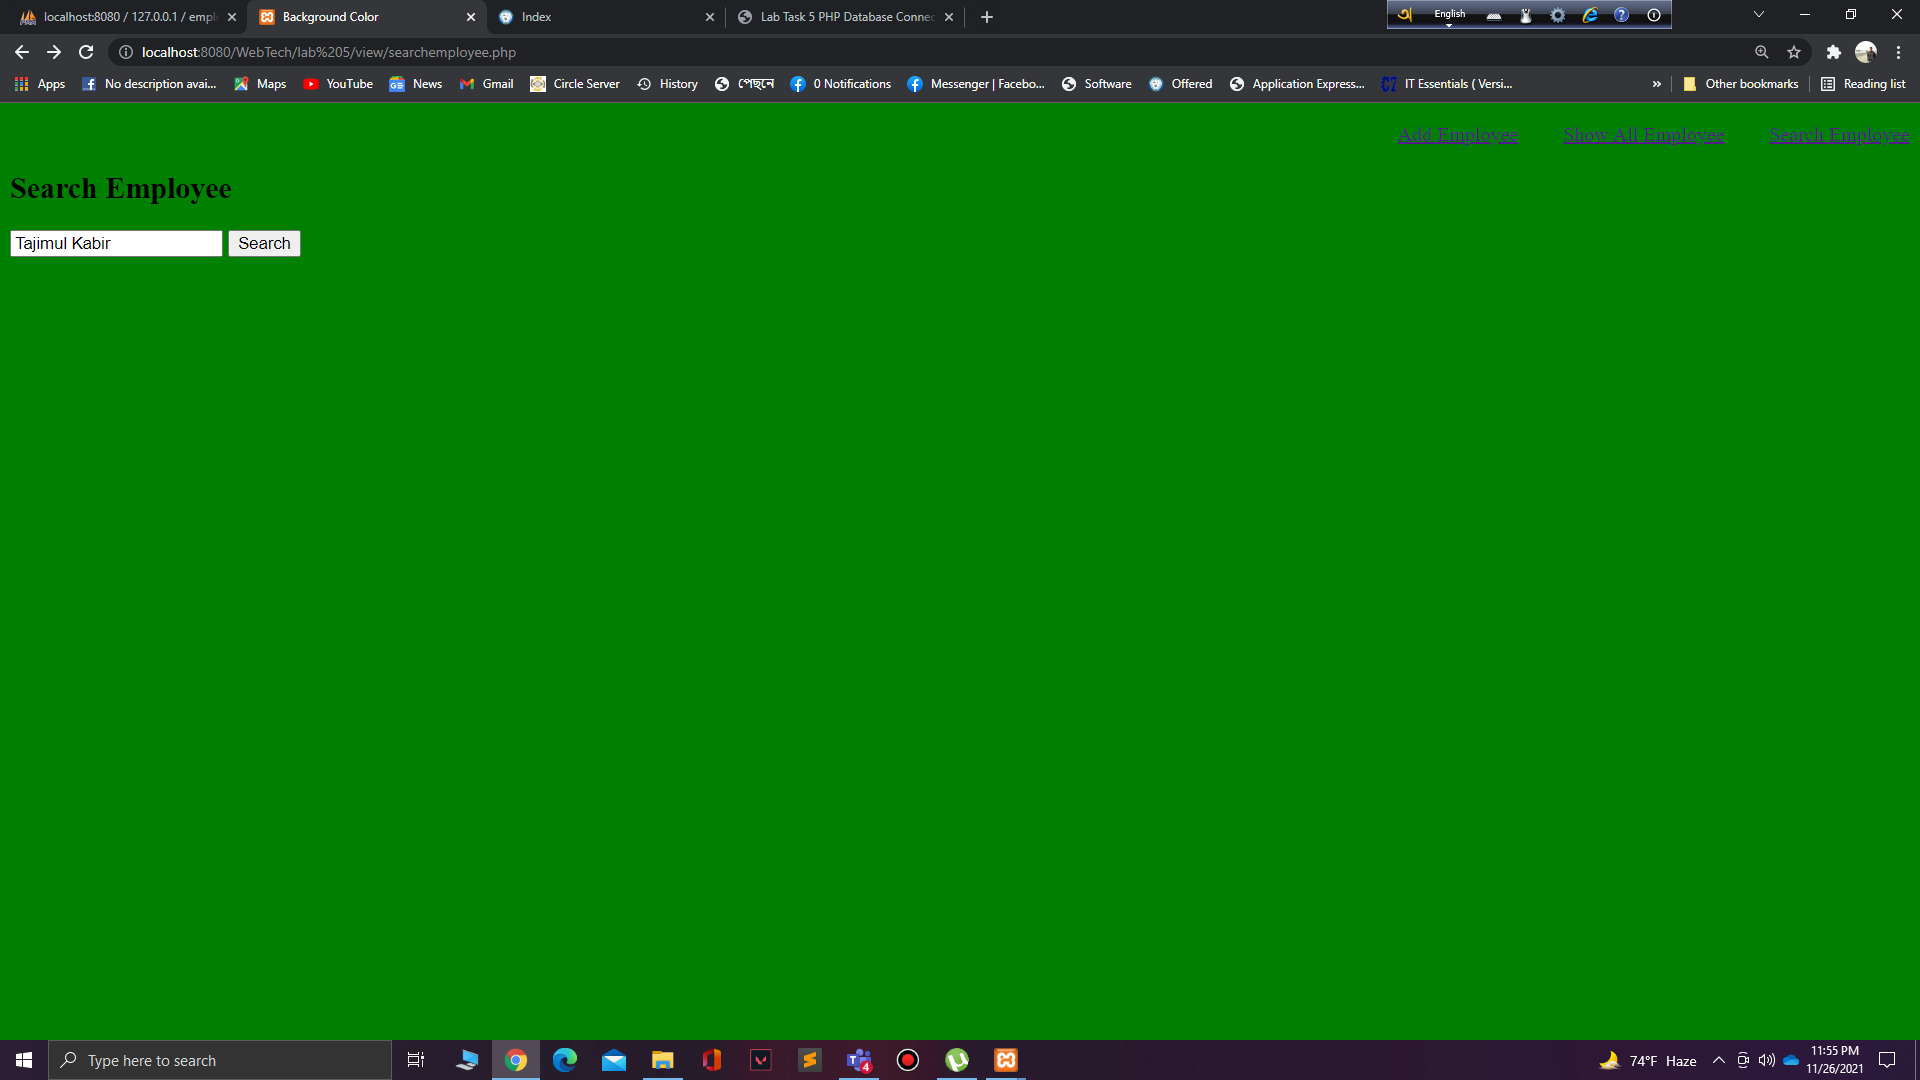 localhost:8080 / 127.0.0.1 / empl
Background Color
Index
Lab Task 5 PHP Database Connec
English
localhost:8080/WebTech/lab%205/view/searchemployee.php
Apps
No description avai...
Maps
YouTube
News
Gmail
Circle Server
History
পেছনে
0 Notifications
Messenger | Facebo...
Software
Offered
Application Express...
IT Essentials ( Versi...
»
Other bookmarks
Reading list
Add Employee Show All Employee Search Employee
Search Employee
Tajimul Kabir Search
Type here to search
4
74°F Haze
11:55 PM
11/26/2021